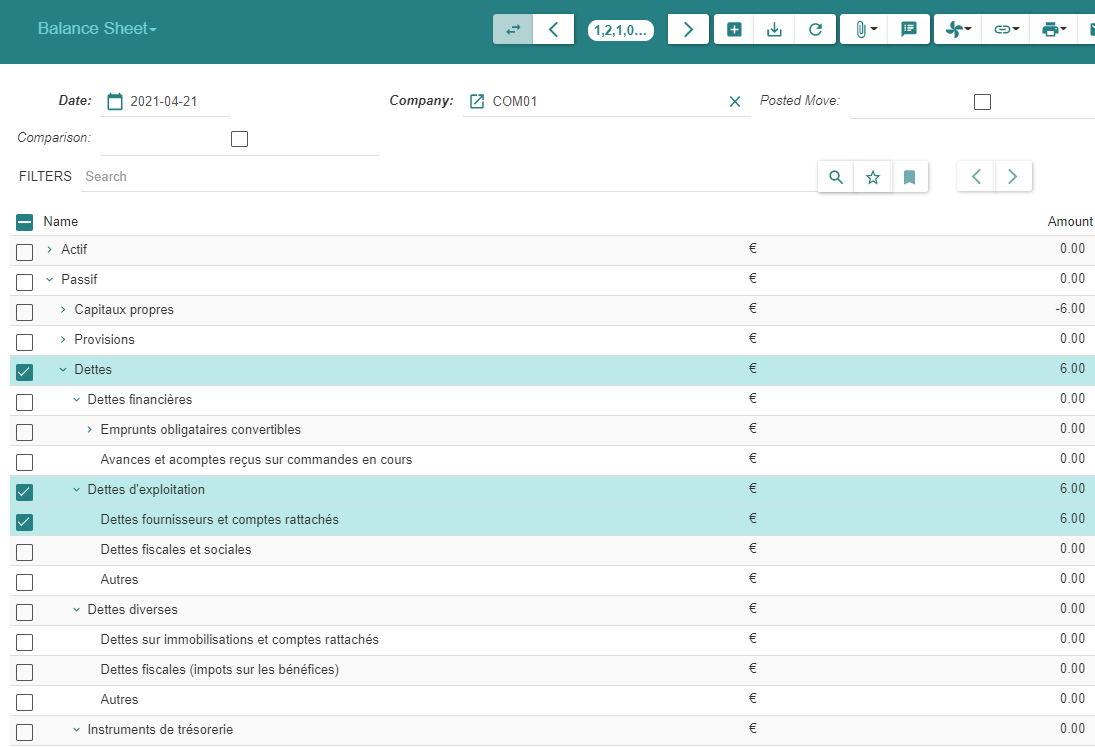 Balance Sheet
1,2,1,0...
Date: 2021-04-21 Company: COM01 Posted Move:
Comparison:
FILTERS Search
Name Amount
Actif € 0.00
Passif € 0.00
Capitaux propres € -6.00
Provisions € 0.00
Dettes € 6.00
Dettes financières € 0.00
Emprunts obligataires convertibles € 0.00
Avances et acomptes reçus sur commandes en cours € 0.00
Dettes d'exploitation € 6.00
Dettes fournisseurs et comptes rattachés € 6.00
Dettes fiscales et sociales € 0.00
Autres € 0.00
Dettes diverses € 0.00
Dettes sur immobilisations et comptes rattachés € 0.00
Dettes fiscales (impots sur les bénéfices) € 0.00
Autres € 0.00
Instruments de trésorerie € 0.00